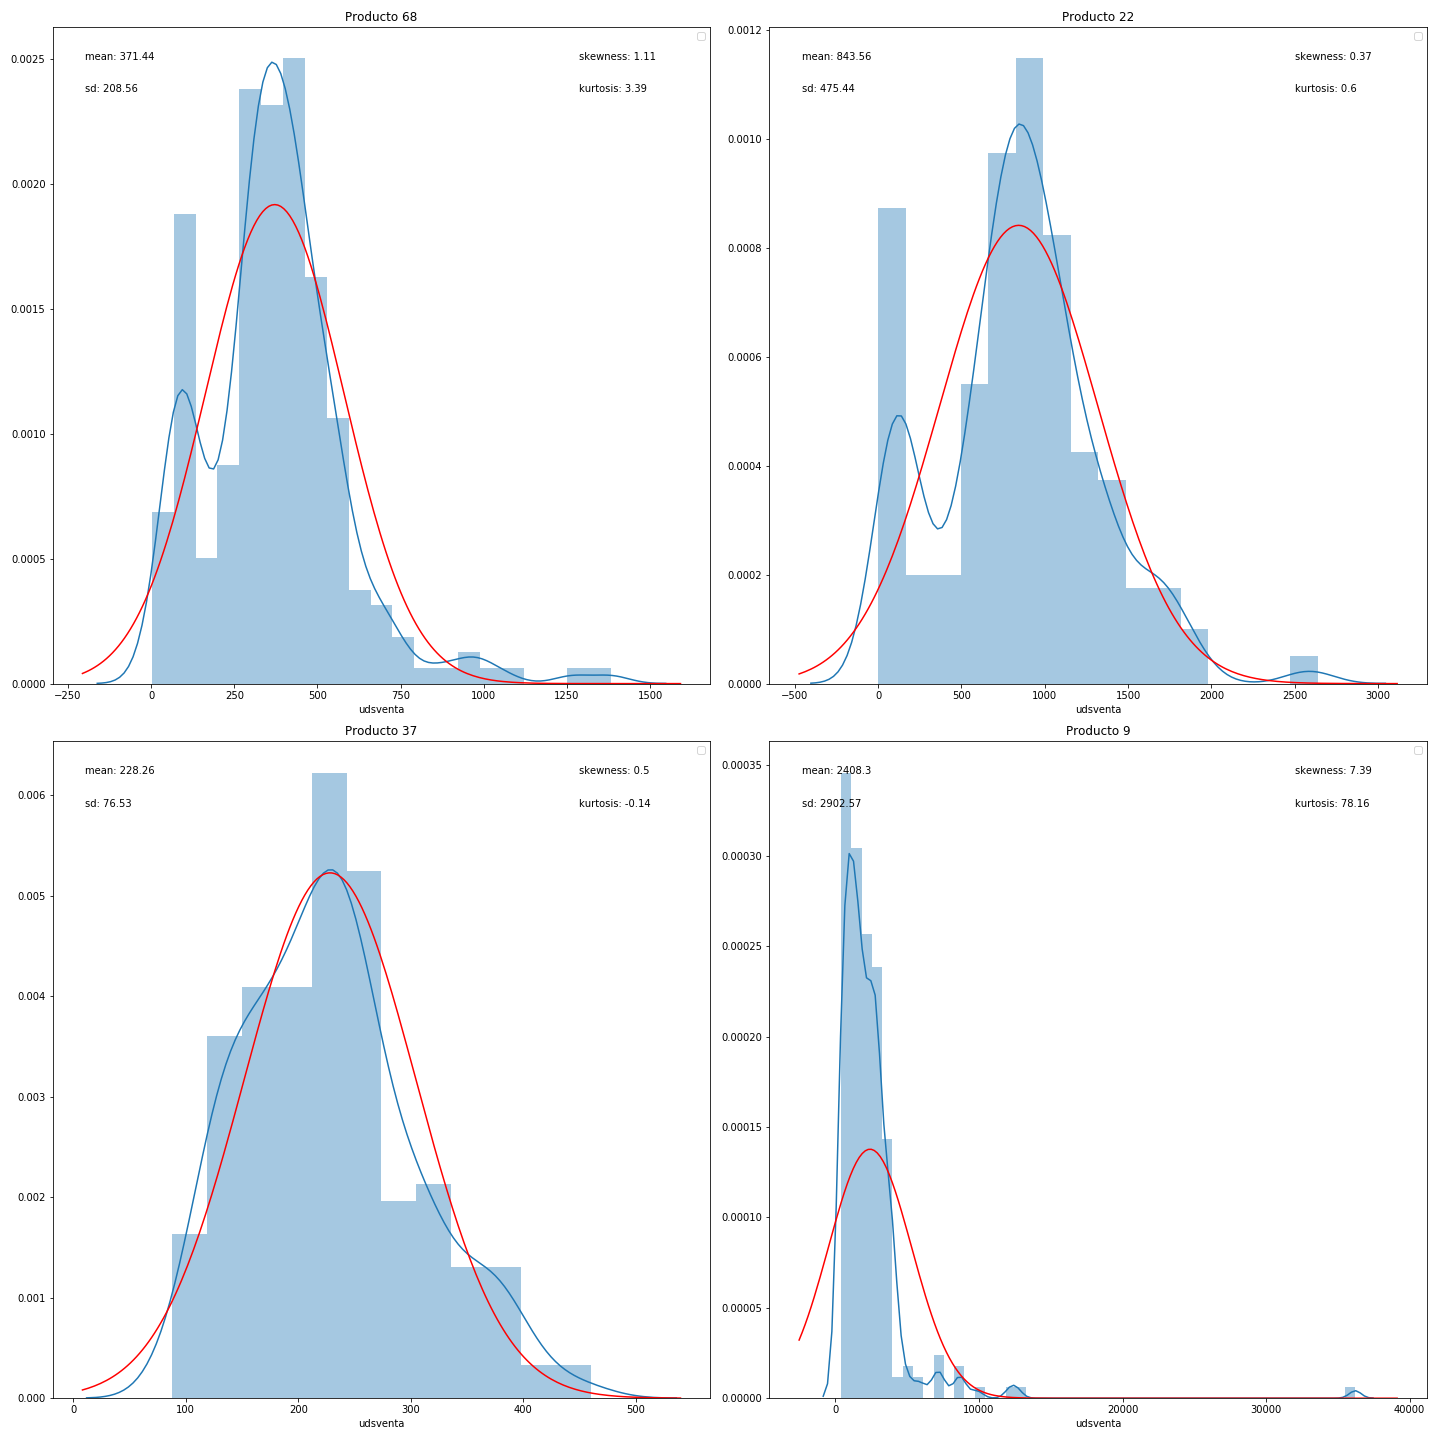 Producto 68
mean: 371.44
skewness: 1.11
sd: 208.56
kurtosis: 3.39
0.0025
0.0020
0.0015
0.0010
0.0005
0.0000
−250 0 250 500 750 1000 1250 1500
udsventa
Producto 22
mean: 843.56
skewness: 0.37
sd: 475.44
kurtosis: 0.6
0.0012
0.0010
0.0008
0.0006
0.0004
0.0002
0.0000
−500 0 500 1000 1500 2000 2500 3000
udsventa
Producto 37
mean: 228.26
skewness: 0.5
sd: 76.53
kurtosis: -0.14
0.006
0.005
0.004
0.003
0.002
0.001
0.000
0 100 200 300 400 500
udsventa
Producto 9
mean: 2408.3
skewness: 7.39
sd: 2902.57
kurtosis: 78.16
0.00035
0.00030
0.00025
0.00020
0.00015
0.00010
0.00005
0.00000
0 10000 20000 30000 40000
udsventa